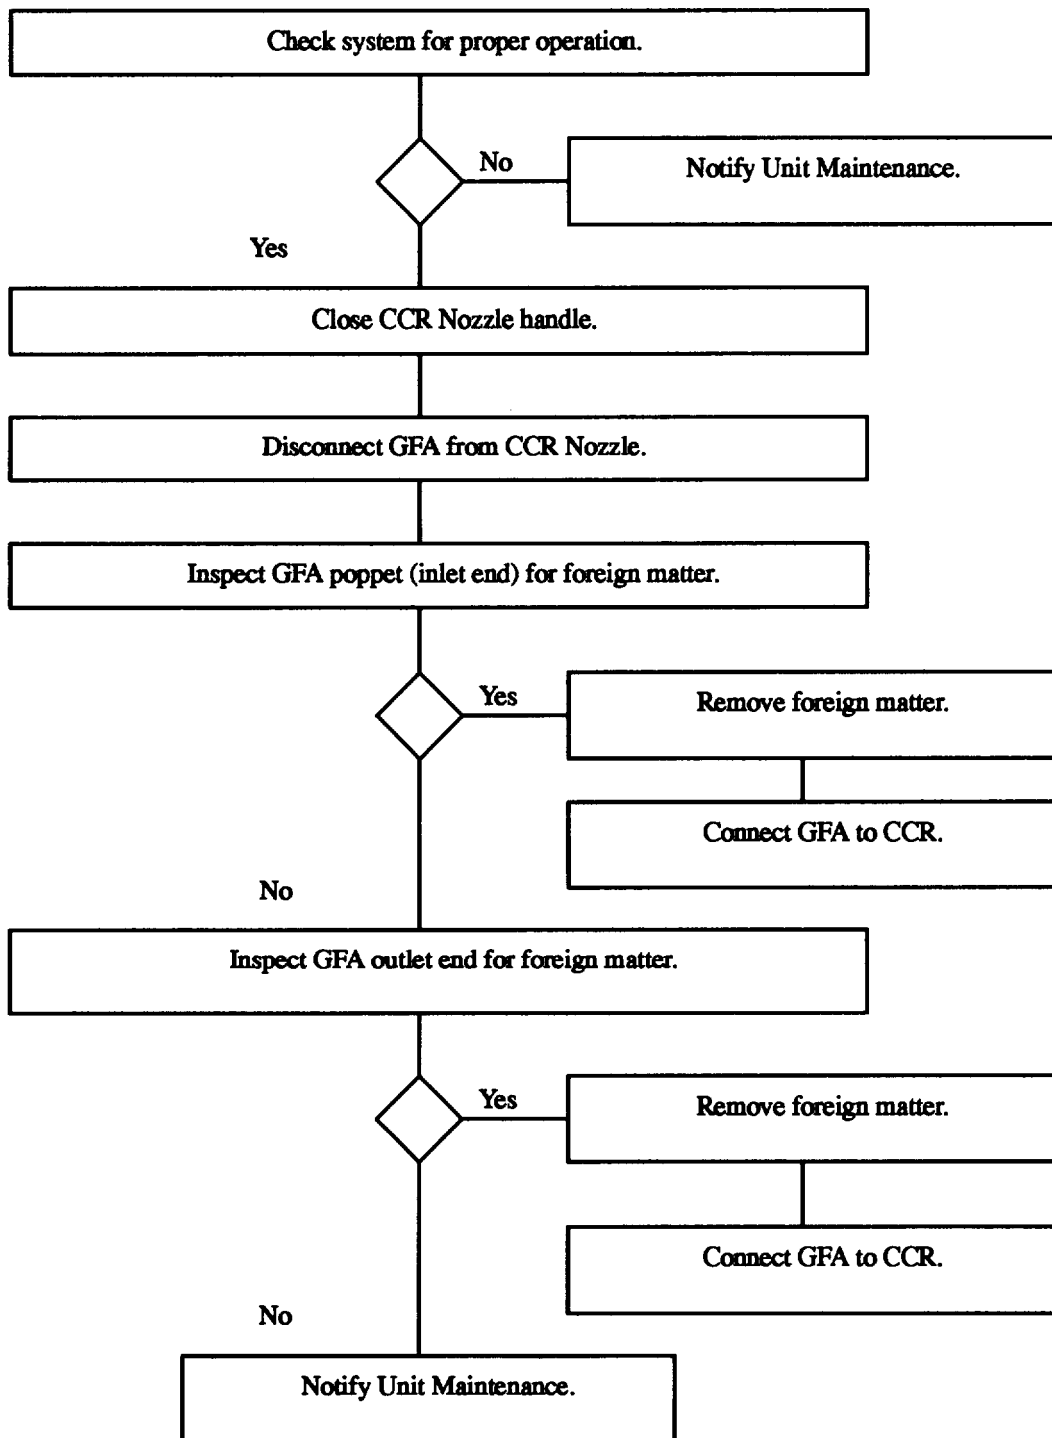 Check system for proper operation.
No
Notify Unit Maintenance.
Yes
Close CCR Nozzle handle.
Disconnect GFA from CCR Nozzle.
Inspect GFA poppet (inlet end) for foreign matter.
Yes
Remove foreign matter.
Connect GFA to CCR.
No
Inspect GFA outlet end for foreign matter.
Yes
Remove foreign matter.
Connect GFA to CCR.
No
Notify Unit Maintenance.